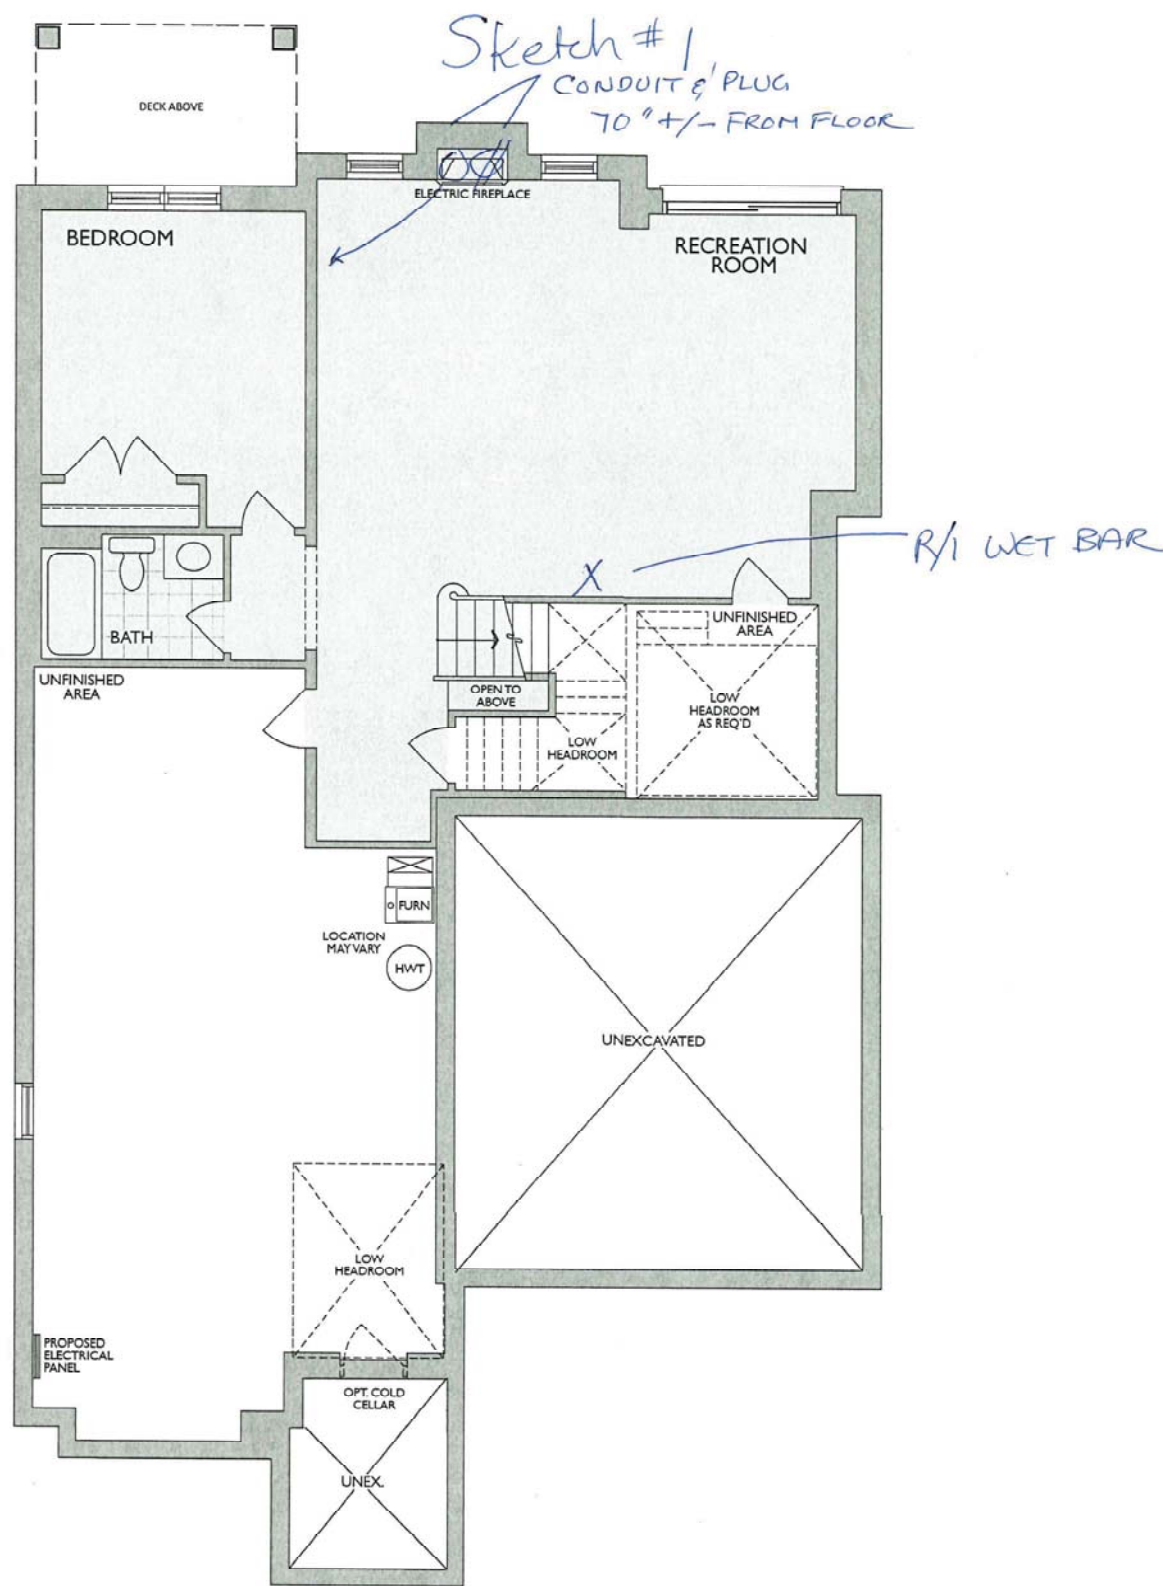 Sketch #1
CONDUIT & PLUG
70" +/- FROM FLOOR
DECK ABOVE
ELECTRIC FIREPLACE
BEDROOM
RECREATION
ROOM
R/I WET BAR
X
BATH
UNFINISHED
AREA
UNFINISHED
AREA
OPEN TO
ABOVE
LOW
HEADROOM
AS REQ'D
LOW
HEADROOM
FURN
LOCATION
MAY VARY
HWT
UNEXCAVATED
LOW
HEADROOM
PROPOSED
ELECTRICAL
PANEL
OPT. COLD
CELLAR
UNEX.